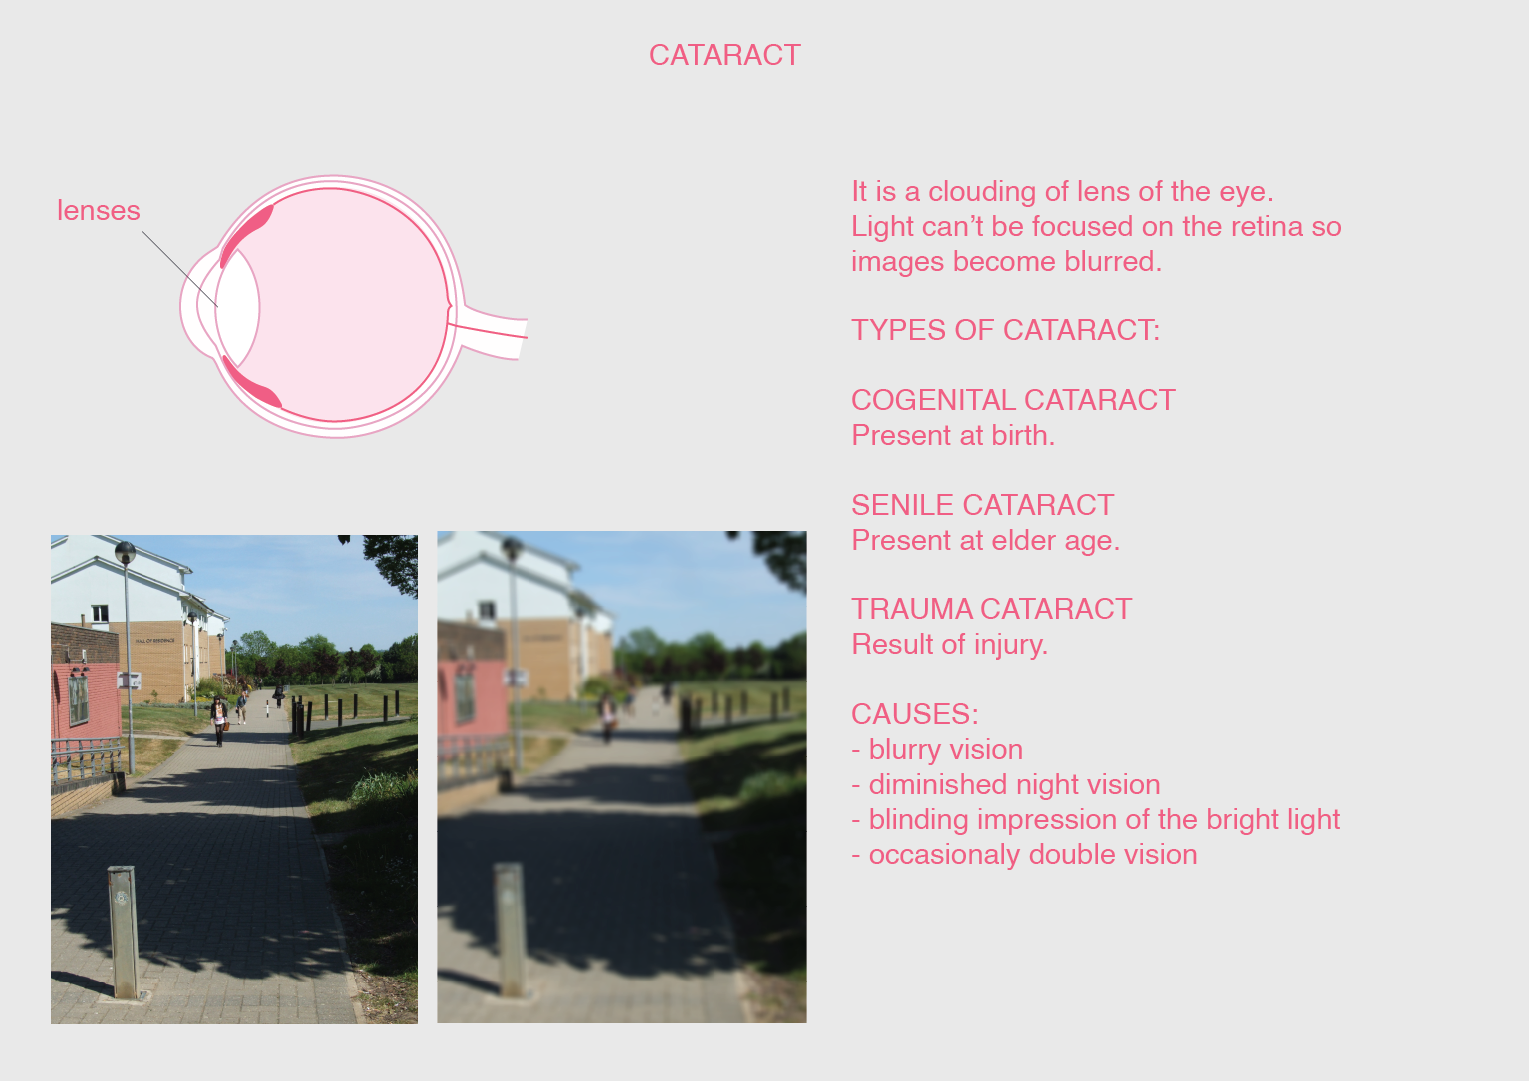 CATARACT
lenses
It is a clouding of lens of the eye.
Light can’t be focused on the retina so
images become blurred.
TYPES OF CATARACT:
COGENITAL CATARACT
Present at birth.
SENILE CATARACT
Present at elder age.
TRAUMA CATARACT
Result of injury.
CAUSES:
- blurry vision
- diminished night vision
- blinding impression of the bright light
- occasionaly double vision